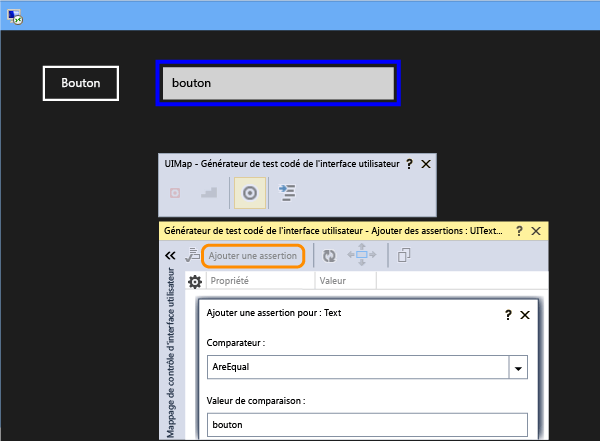 Bouton
bouton
UIMap - Générateur de test codé de l'interface utilisateur
Générateur de test codé de l'interface utilisateur - Ajouter des assertions : UIText...
Ajouter une assertion
Mappage de contrôle d'interface utilisateur
Propriété
Valeur
Ajouter une assertion pour : Text
Comparateur :
AreEqual
Valeur de comparaison :
bouton